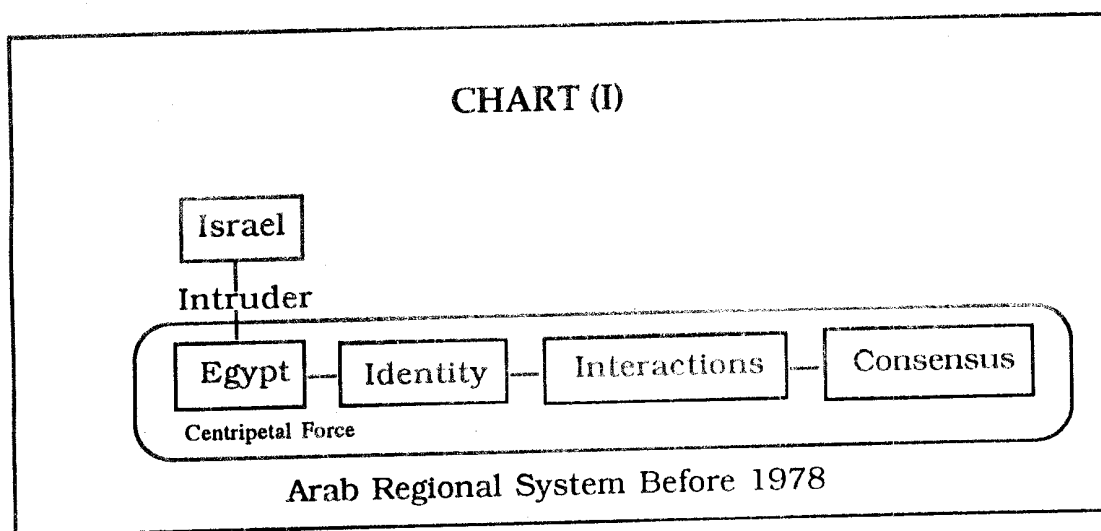 CHART (I)
Israel
Intruder
Egypt Identity Interactions Consensus
Centripetal Force
Arab Regional System Before 1978